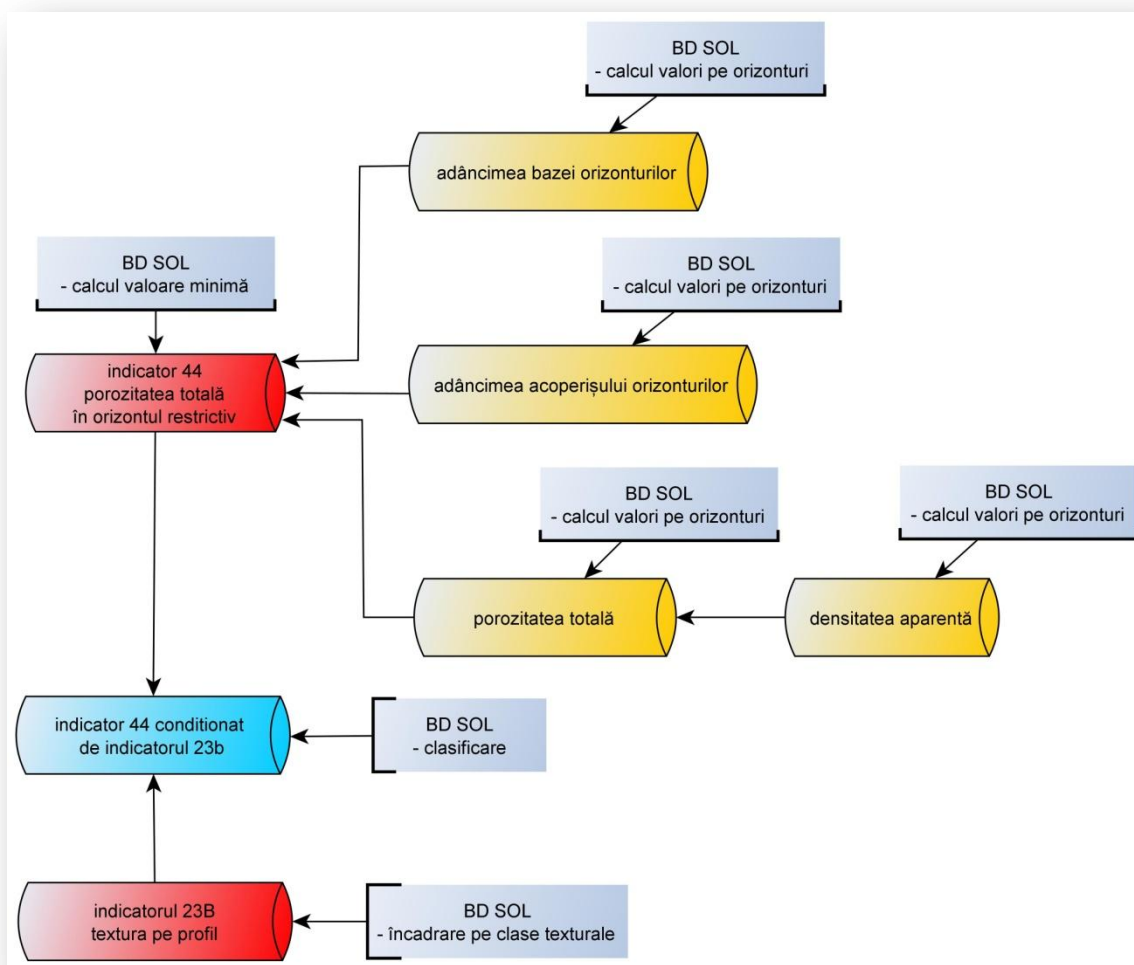 BD SOL
- calcul valori pe orizonturi
adâncimea bazei orizonturilor
BD SOL
- calcul valoare minimă
BD SOL
- calcul valori pe orizonturi
indicator 44
porozitatea totală
în orizontul restrictiv
adâncimea acoperișului orizonturilor
BD SOL
- calcul valori pe orizonturi
BD SOL
- calcul valori pe orizonturi
porozitatea totală
densitatea aparentă
indicator 44 conditionat
de indicatorul 23b
BD SOL
- clasificare
indicatorul 23B
textura pe profil
BD SOL
- încadrare pe clase texturale